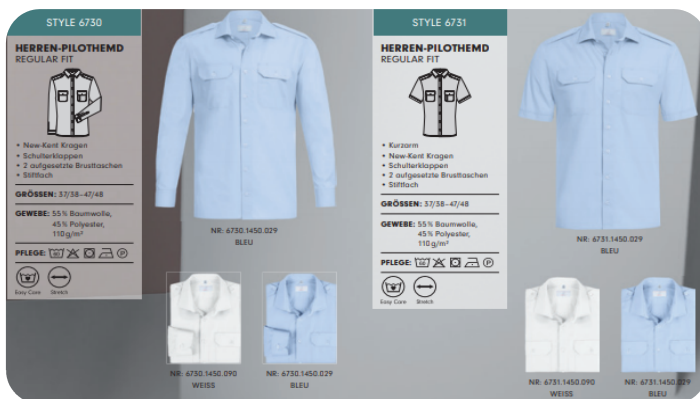 STYLE 6730
HERREN-PILOTHEMD
REGULAR FIT
• New-Kent Kragen
• Schulterklappen
• 2 aufgesetzte Brusttaschen
• Stiftfach
GRÖSSEN: 37/38–47/48
GEWEBE: 55% Baumwolle,
45% Polyester,
110 g/m²
PFLEGE:
Easy Care Stretch
NR: 6730.1450.029
BLEU
NR: 6730.1450.090
WEISS
NR: 6730.1450.029
BLEU
STYLE 6731
HERREN-PILOTHEMD
REGULAR FIT
• Kurzarm
• New-Kent Kragen
• Schulterklappen
• 2 aufgesetzte Brusttaschen
• Stiftfach
GRÖSSEN: 37/38–47/48
GEWEBE: 55% Baumwolle,
45% Polyester,
110 g/m²
PFLEGE:
Easy Care Stretch
NR: 6731.1450.029
BLEU
NR: 6731.1450.090
WEISS
NR: 6731.1450.029
BLEU